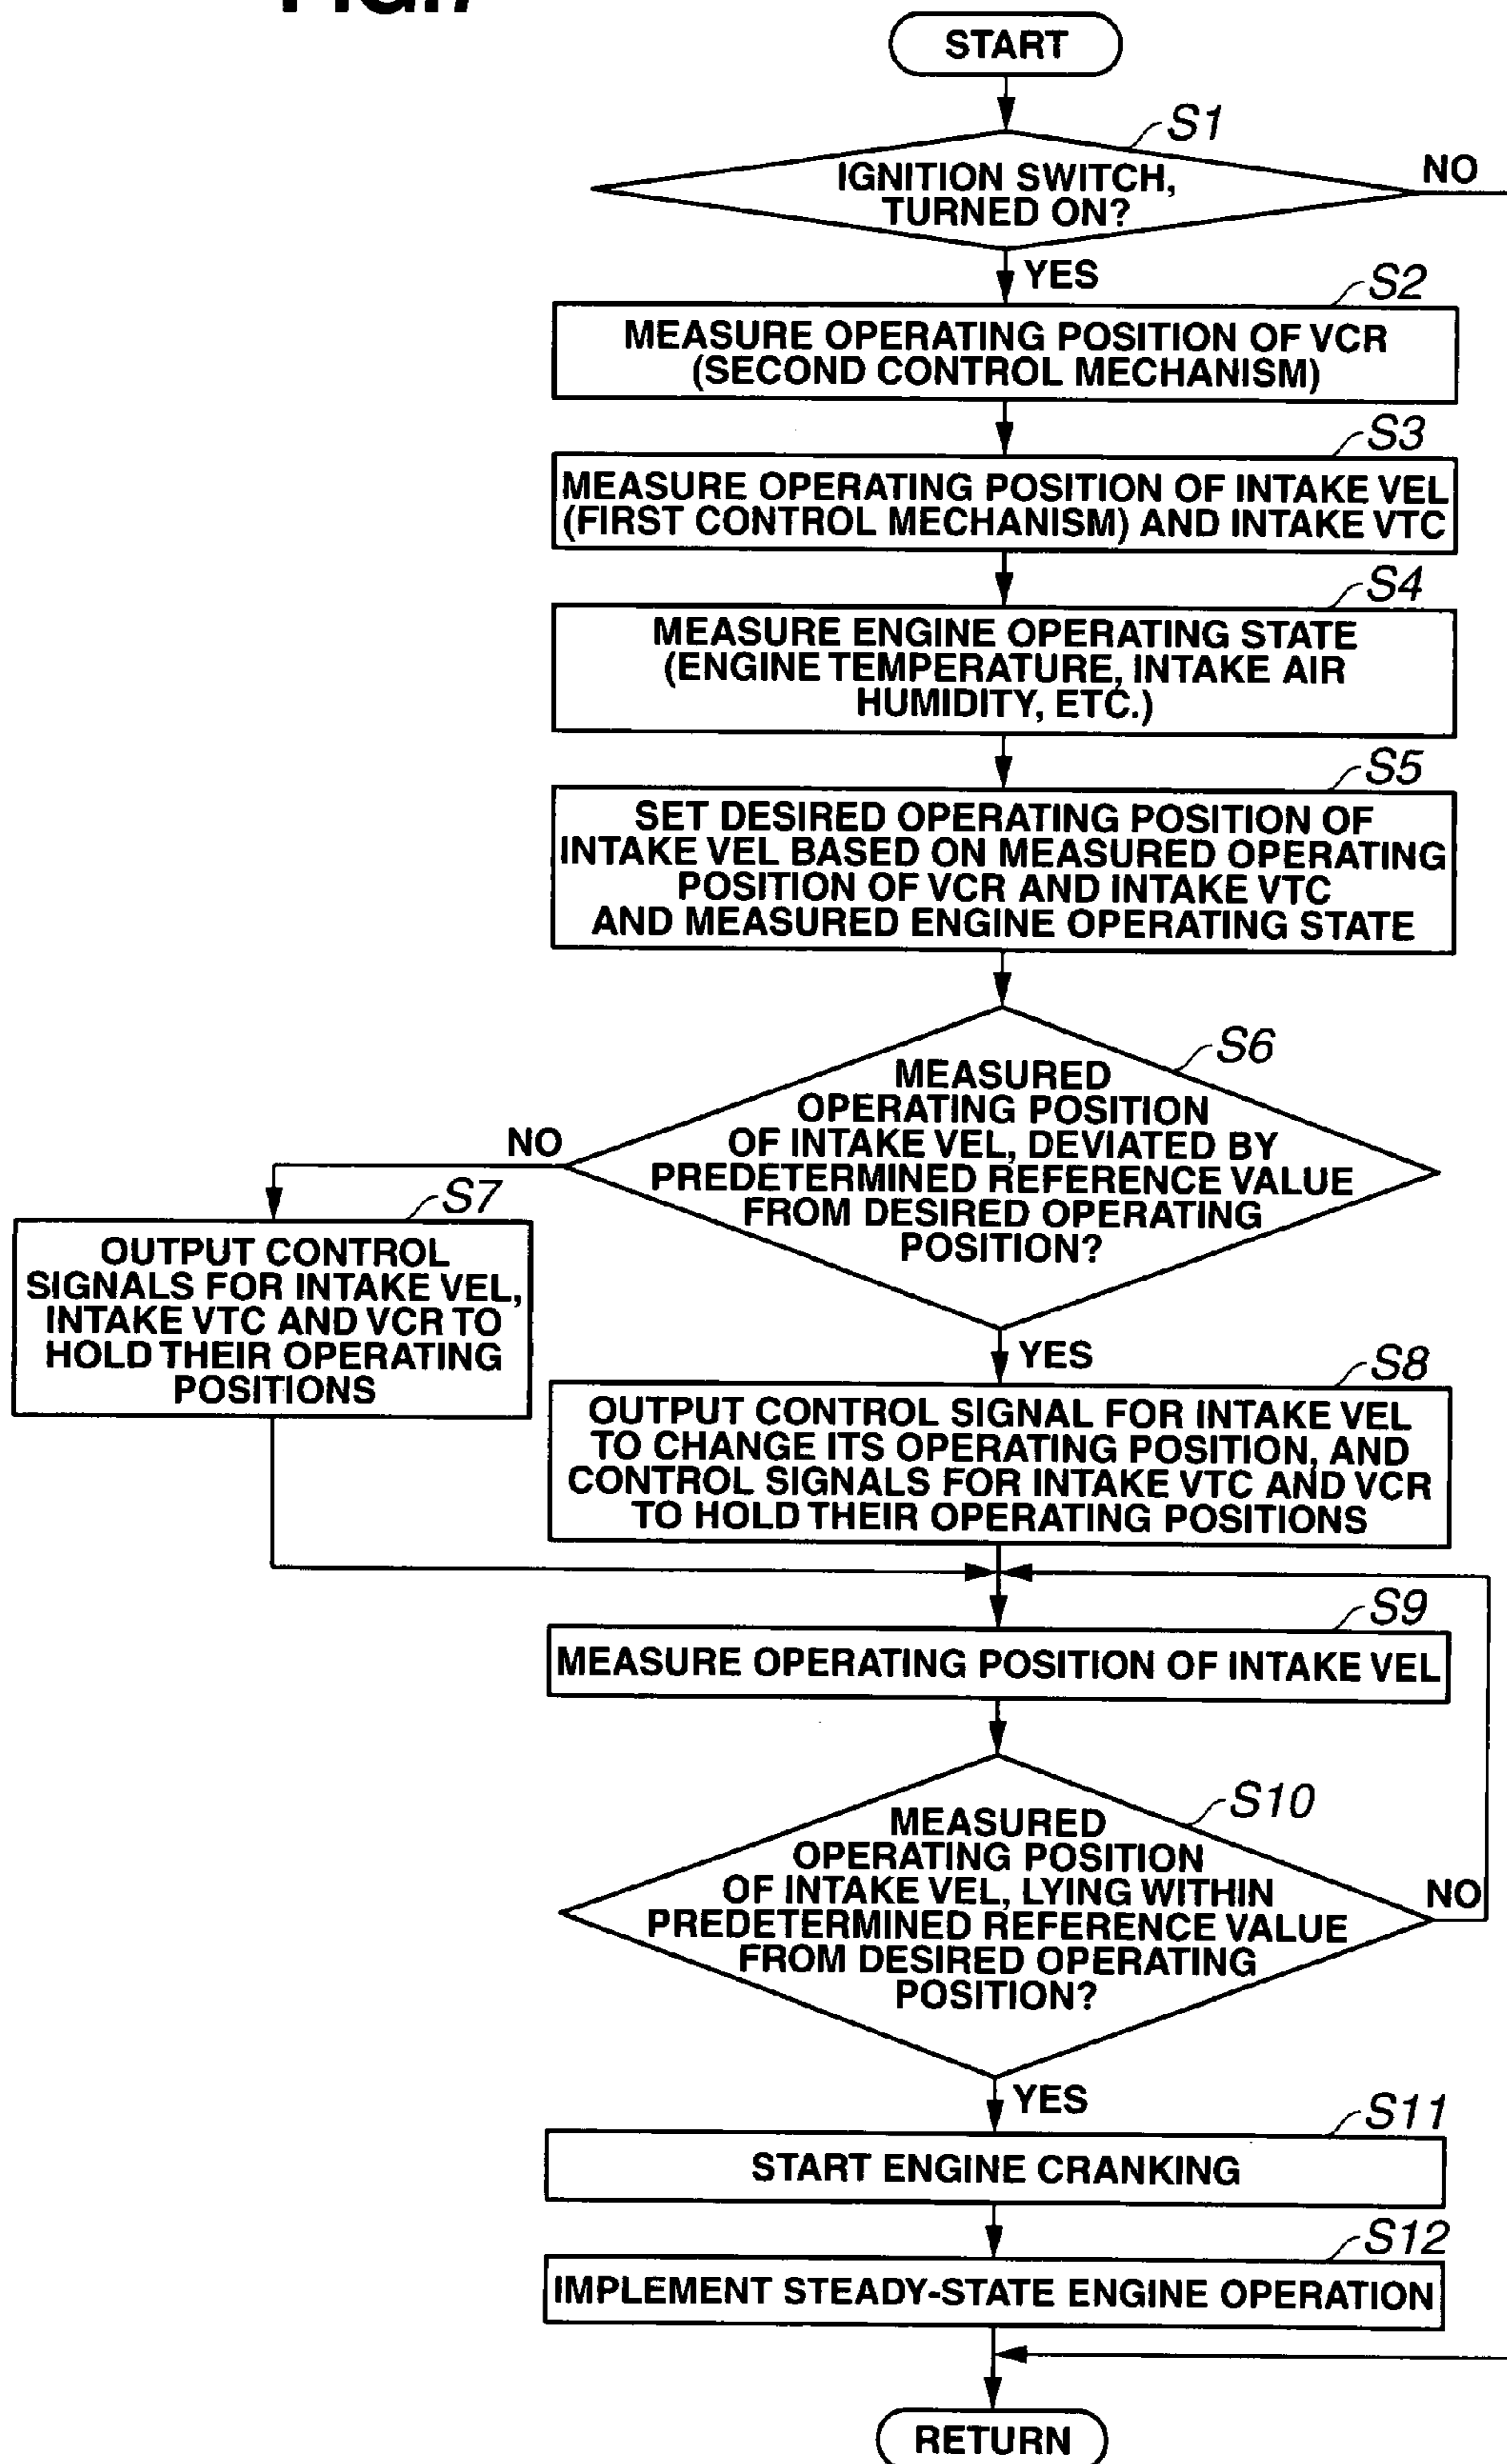 START
S1
IGNITION SWITCH,
TURNED ON?
NO
YES
S2
MEASURE OPERATING POSITION OF VCR
(SECOND CONTROL MECHANISM)
S3
MEASURE OPERATING POSITION OF INTAKE VEL
(FIRST CONTROL MECHANISM) AND INTAKE VTC
S4
MEASURE ENGINE OPERATING STATE
(ENGINE TEMPERATURE, INTAKE AIR
HUMIDITY, ETC.)
S5
SET DESIRED OPERATING POSITION OF
INTAKE VEL BASED ON MEASURED OPERATING
POSITION OF VCR AND INTAKE VTC
AND MEASURED ENGINE OPERATING STATE
S6
MEASURED
OPERATING POSITION
OF INTAKE VEL, DEVIATED BY
PREDETERMINED REFERENCE VALUE
FROM DESIRED OPERATING
POSITION?
NO
S7
OUTPUT CONTROL
SIGNALS FOR INTAKE VEL,
INTAKE VTC AND VCR TO
HOLD THEIR OPERATING
POSITIONS
YES
S8
OUTPUT CONTROL SIGNAL FOR INTAKE VEL
TO CHANGE ITS OPERATING POSITION, AND
CONTROL SIGNALS FOR INTAKE VTC AND VCR
TO HOLD THEIR OPERATING POSITIONS
S9
MEASURE OPERATING POSITION OF INTAKE VEL
S10
MEASURED
OPERATING POSITION
OF INTAKE VEL, LYING WITHIN
PREDETERMINED REFERENCE VALUE
FROM DESIRED OPERATING
POSITION?
NO
YES
S11
START ENGINE CRANKING
S12
IMPLEMENT STEADY-STATE ENGINE OPERATION
RETURN